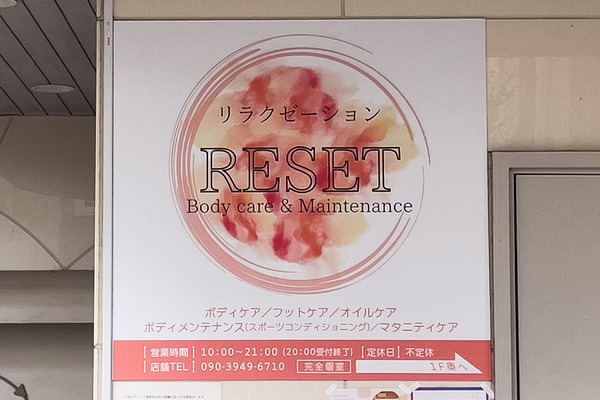 リラクゼーション
RESET
Body care & Maintenance
ボディケア／フットケア／オイルケア
ボディメンテナンス(スポーツコンディショニング)／マタニティケア
[営業時間] 10:00〜21:00 (20:00受付終了) [定休日] 不定休
[店舗TEL] 090-3949-6710 完全個室 1F奥へ